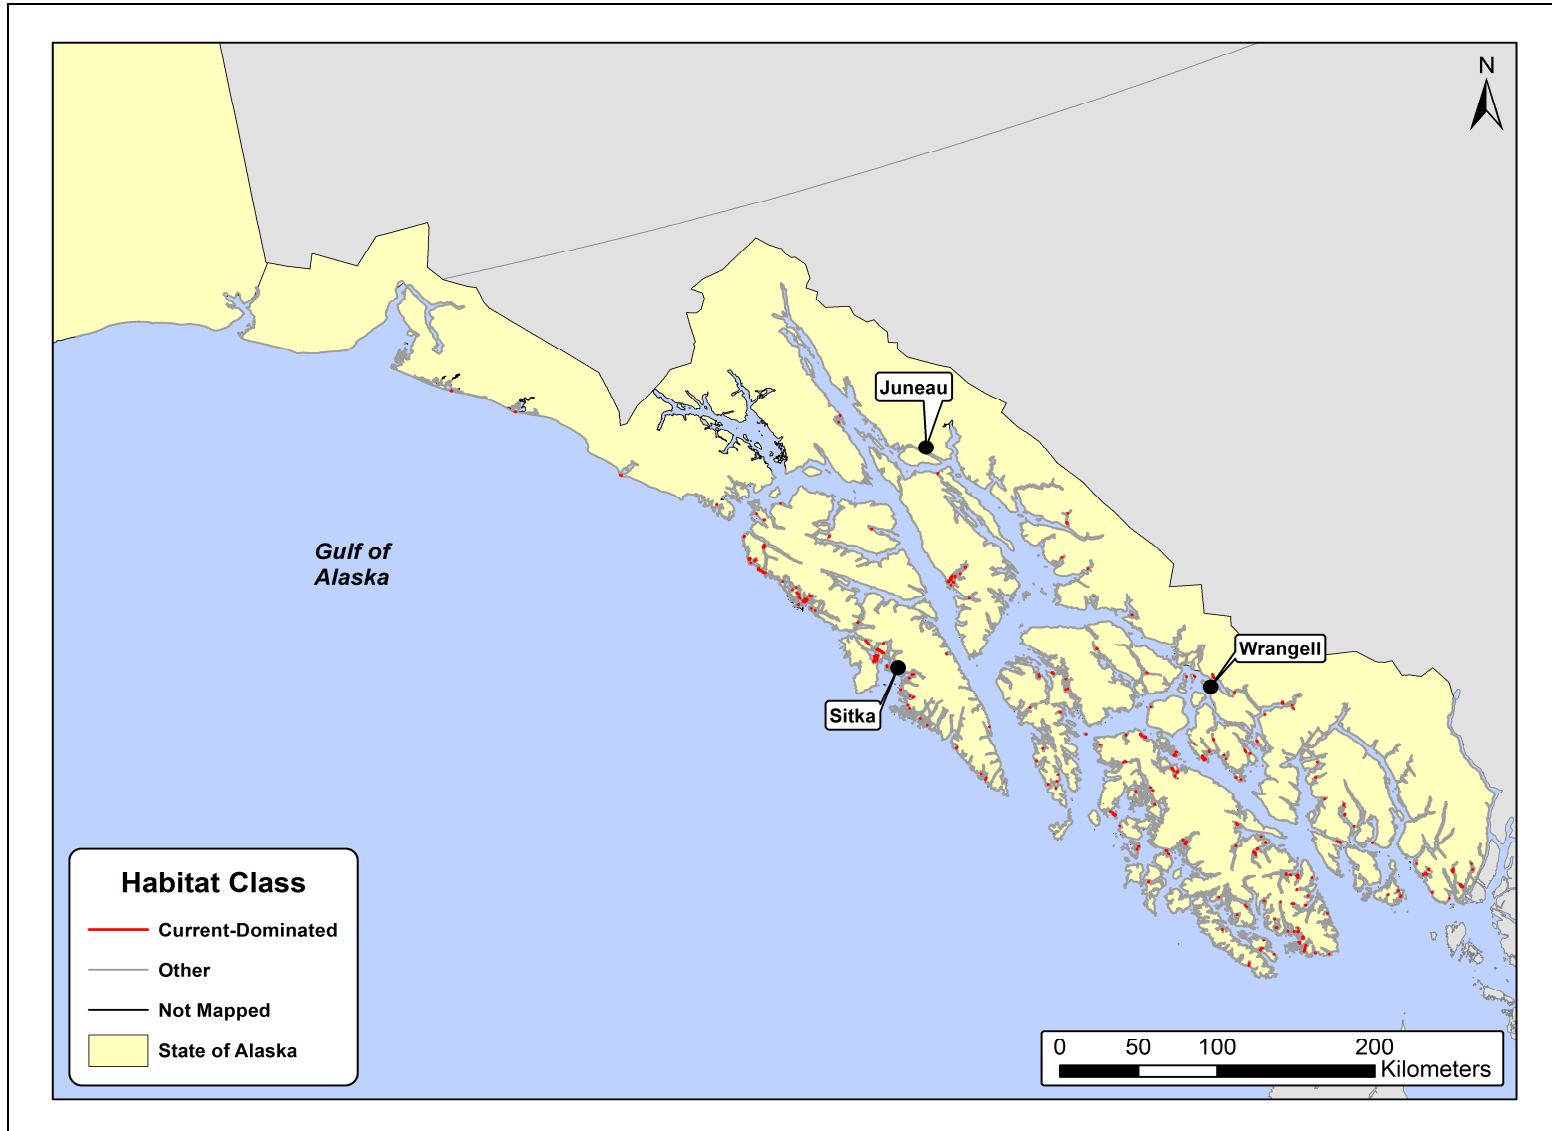 N
Juneau
Gulf of
Alaska
Wrangell
Sitka
Habitat Class
Current-Dominated
Other
Not Mapped
State of Alaska
0 50 100 200
Kilometers